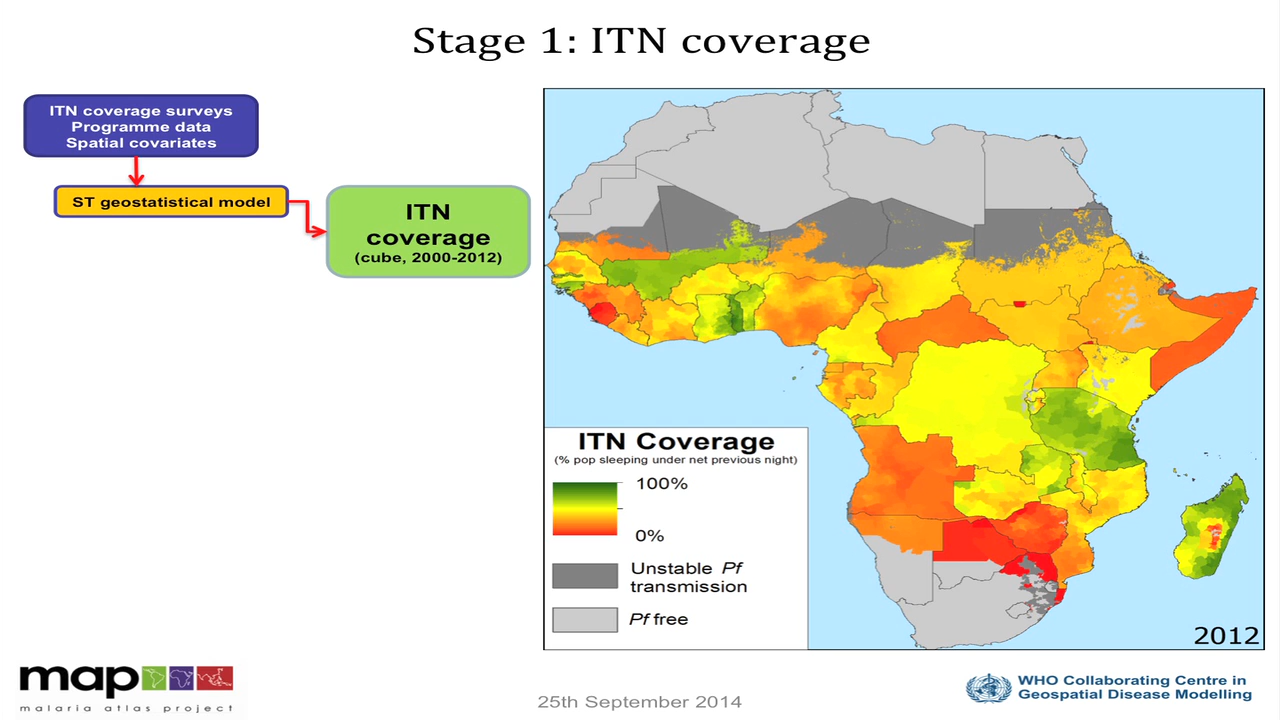 Stage 1: ITN coverage
ITN coverage surveys
Programme data
Spatial covariates
ST geostatistical model
ITN
coverage
(cube, 2000-2012)
ITN Coverage
(% pop sleeping under net previous night)
100%
0%
Unstable Pf
transmission
Pf free
2012
map
malaria atlas project
25th September 2014
WHO Collaborating Centre in
Geospatial Disease Modelling